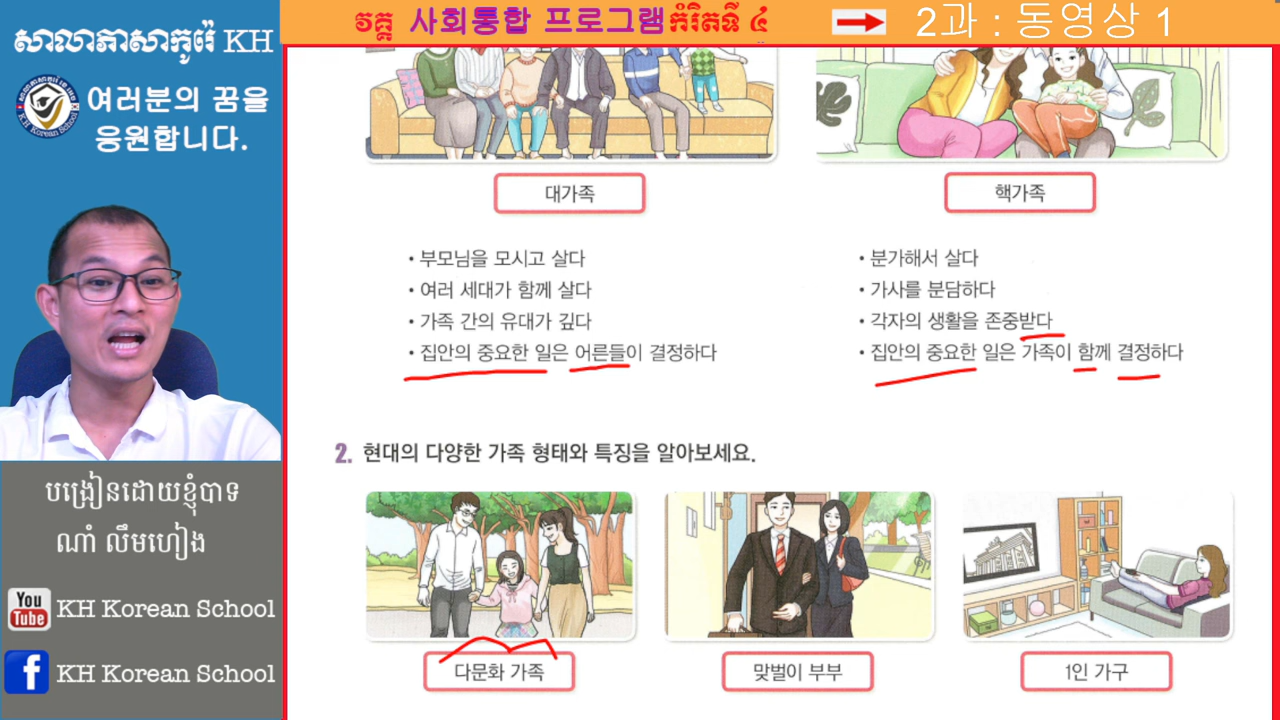 វគ្គ 사회통합 프로그램កំរិតទី ៤
2과 : 동영상 1
សាលាភាសាកូរ៉េ KH
여러분의 꿈을
응원합니다.
대가족
핵가족
• 부모님을 모시고 살다
• 여러 세대가 함께 살다
• 가족 간의 유대가 깊다
• 집안의 중요한 일은 어른들이 결정하다
• 분가해서 살다
• 가사를 분담하다
• 각자의 생활을 존중받다
• 집안의 중요한 일은 가족이 함께 결정하다
2. 현대의 다양한 가족 형태와 특징을 알아보세요.
다문화 가족
맞벌이 부부
1인 가구
បង្រៀនដោយខ្ញុំបាទ
ណាំ លឹមហៀង
You
Tube
KH Korean School
f
KH Korean School